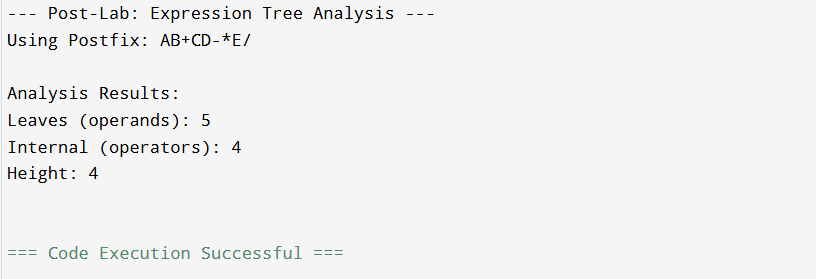 --- Post-Lab: Expression Tree Analysis ---
Using Postfix: AB+CD-*E/
Analysis Results:
Leaves (operands): 5
Internal (operators): 4
Height: 4
=== Code Execution Successful ===